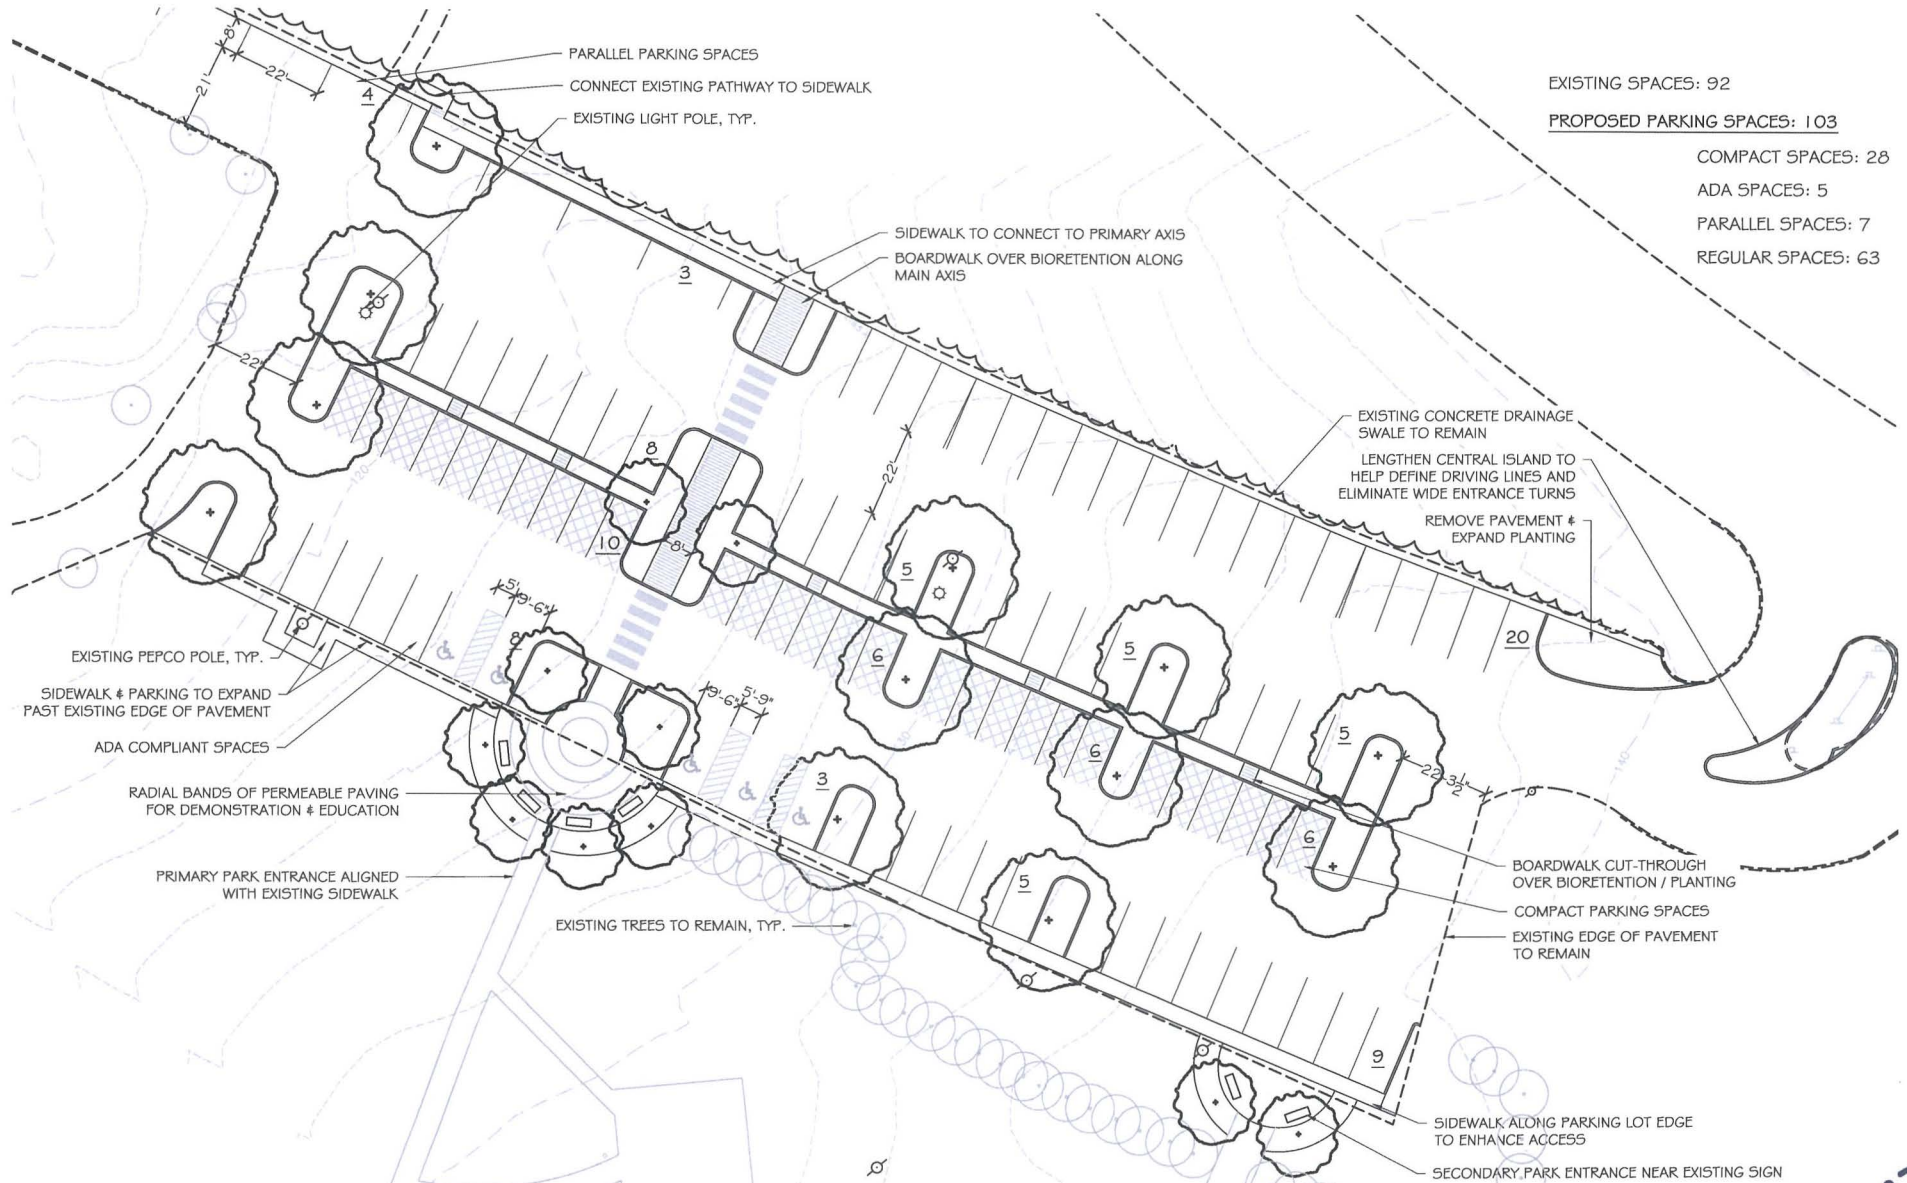 8'
21'
22'
4
PARALLEL PARKING SPACES
CONNECT EXISTING PATHWAY TO SIDEWALK
EXISTING LIGHT POLE, TYP.
EXISTING SPACES: 92
PROPOSED PARKING SPACES: 103
COMPACT SPACES: 28
ADA SPACES: 5
PARALLEL SPACES: 7
REGULAR SPACES: 63
SIDEWALK TO CONNECT TO PRIMARY AXIS
BOARDWALK OVER BIORETENTION ALONG
MAIN AXIS
3
22'
EXISTING CONCRETE DRAINAGE
SWALE TO REMAIN
LENGTHEN CENTRAL ISLAND TO
HELP DEFINE DRIVING LINES AND
ELIMINATE WIDE ENTRANCE TURNS
REMOVE PAVEMENT &
EXPAND PLANTING
120
8
22'
10
8'
5
5'
9'-6"
8
EXISTING PEPCO POLE, TYP.
SIDEWALK & PARKING TO EXPAND
PAST EXISTING EDGE OF PAVEMENT
ADA COMPLIANT SPACES
RADIAL BANDS OF PERMEABLE PAVING
FOR DEMONSTRATION & EDUCATION
PRIMARY PARK ENTRANCE ALIGNED
WITH EXISTING SIDEWALK
9'-6"
5'-9"
6
5
20
6
5
140
22'-3 1/2"
3
6
5
EXISTING TREES TO REMAIN, TYP.
BOARDWALK CUT-THROUGH
OVER BIORETENTION / PLANTING
COMPACT PARKING SPACES
EXISTING EDGE OF PAVEMENT
TO REMAIN
9
SIDEWALK ALONG PARKING LOT EDGE
TO ENHANCE ACCESS
SECONDARY PARK ENTRANCE NEAR EXISTING SIGN